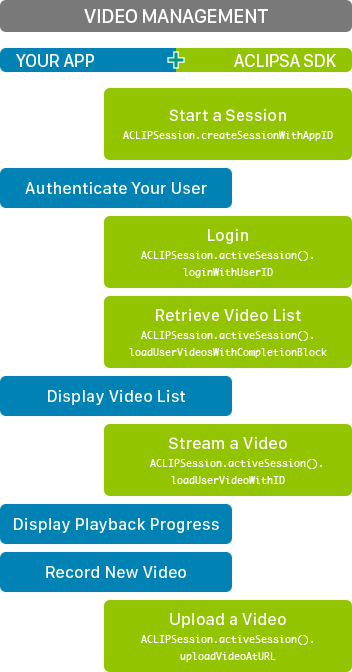 VIDEO MANAGEMENT
YOUR APP
ACLIPSA SDK
Start a Session
ACLIPSession.createSessionWithAppID
Authenticate Your User
Login
ACLIPSession.activeSession().
loginWithUserID
Retrieve Video List
ACLIPSession.activeSession().
loadUserVideosWithCompletionBlock
Display Video List
Stream a Video
ACLIPSession.activeSession().
loadUserVideoWithID
Display Playback Progress
Record New Video
Upload a Video
ACLIPSession.activeSession().
uploadVideoAtURL